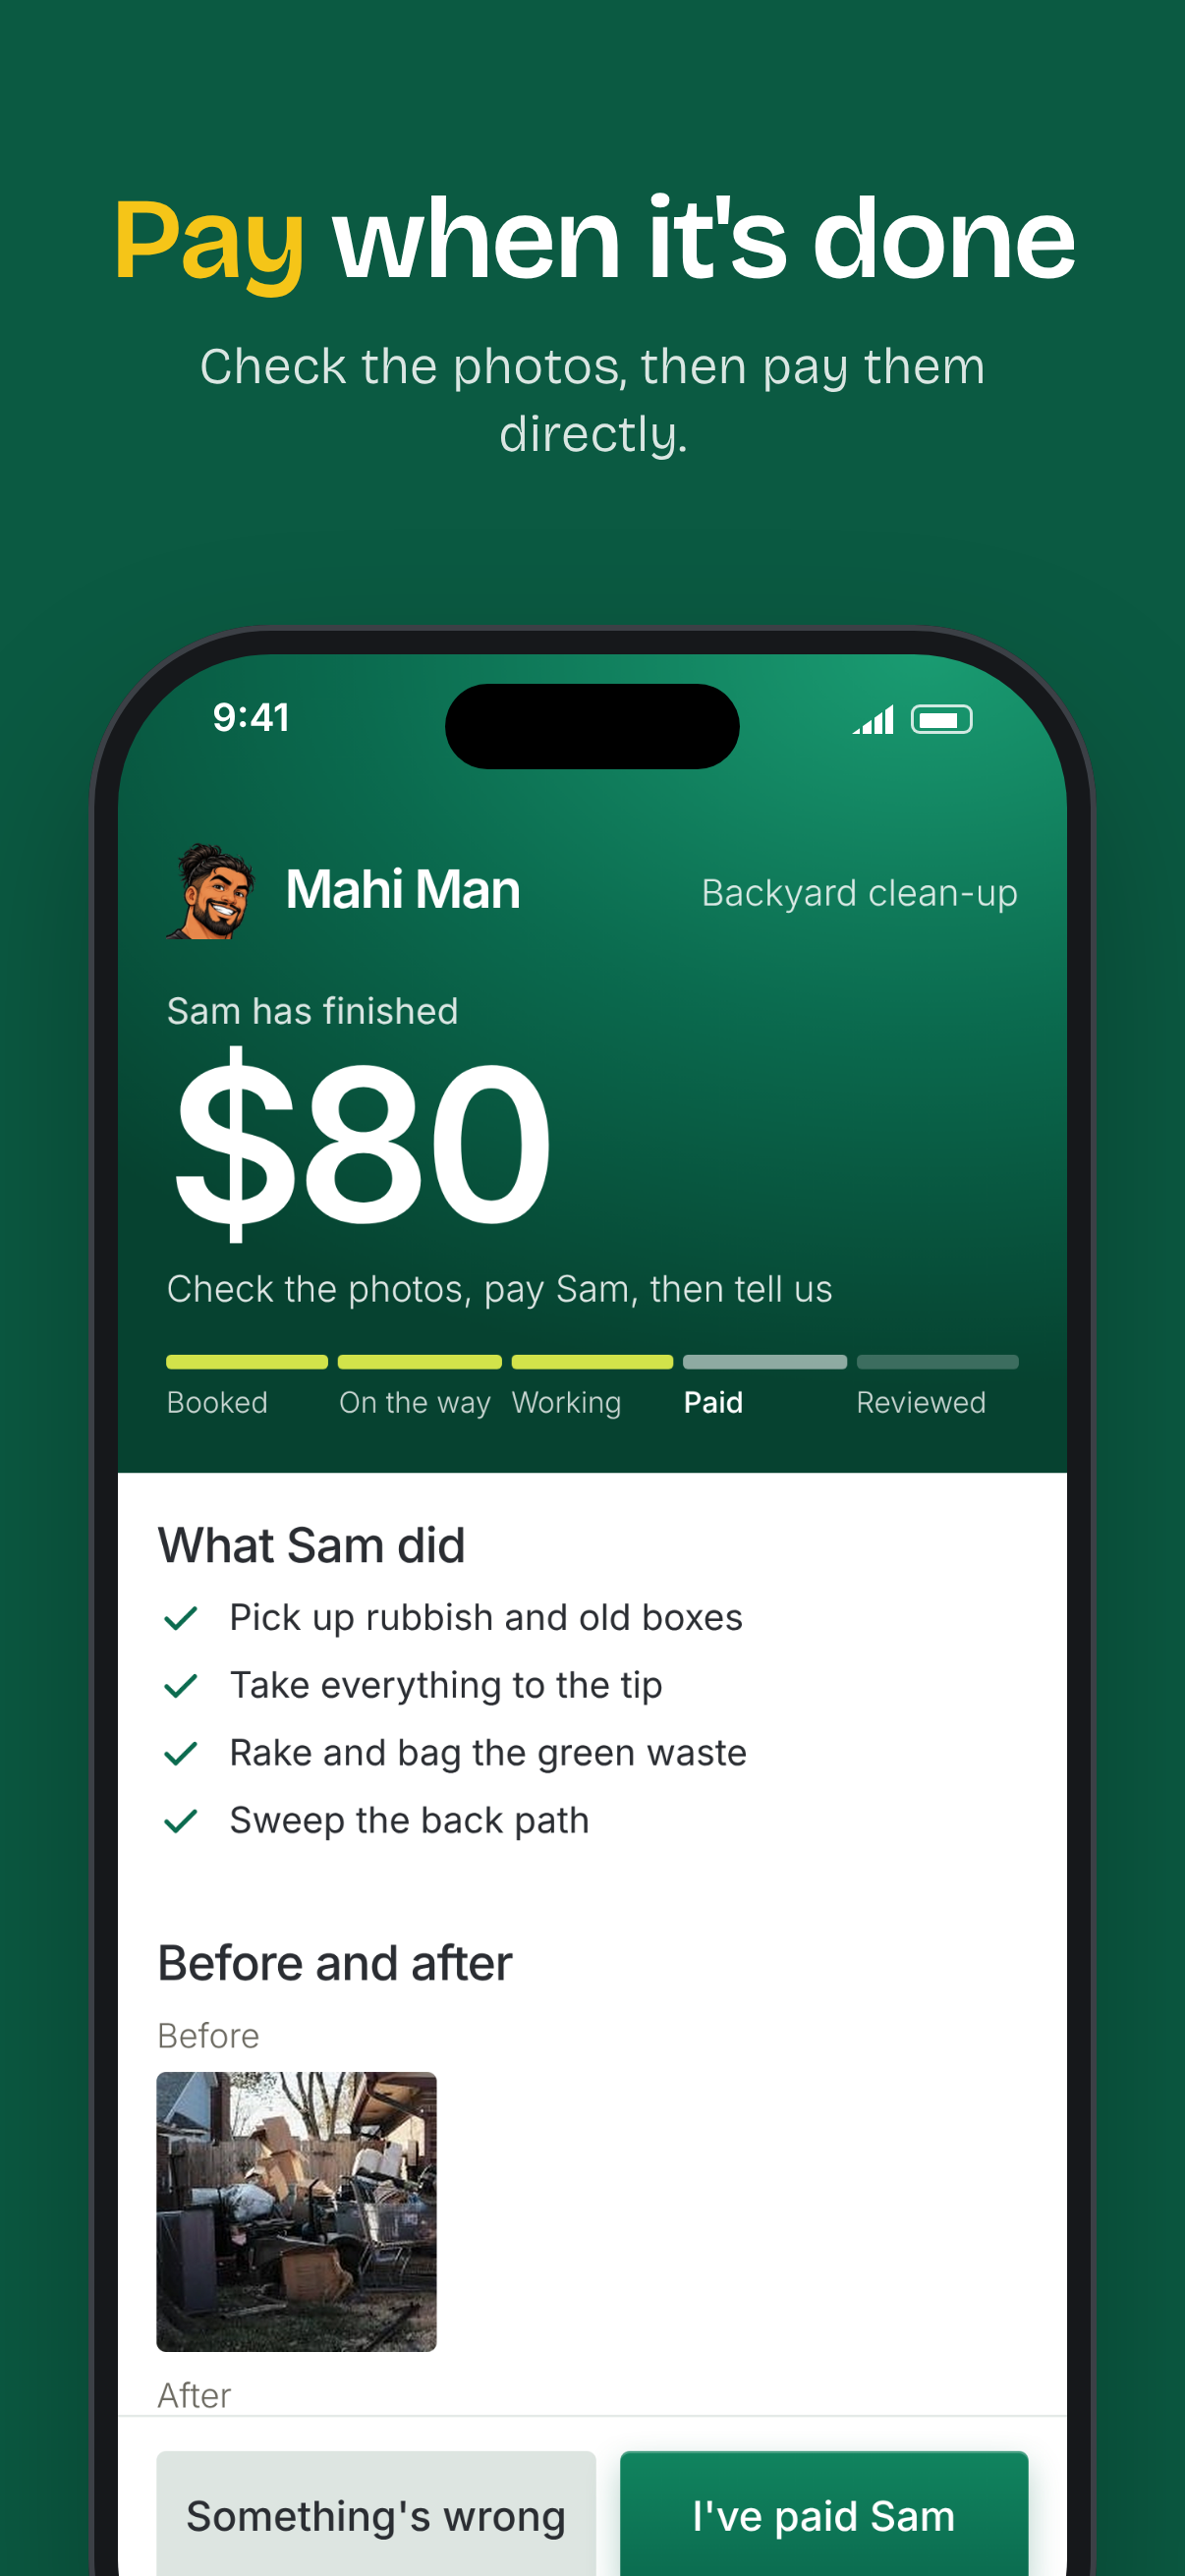 Pay when it's done
Check the photos, then pay them
directly.
9:41
Mahi Man
Backyard clean-up
Sam has finished
$80
Check the photos, pay Sam, then tell us
Booked On the way Working Paid Reviewed
What Sam did
Pick up rubbish and old boxes
Take everything to the tip
Rake and bag the green waste
Sweep the back path
Before and after
Before
After
Something's wrong
I've paid Sam